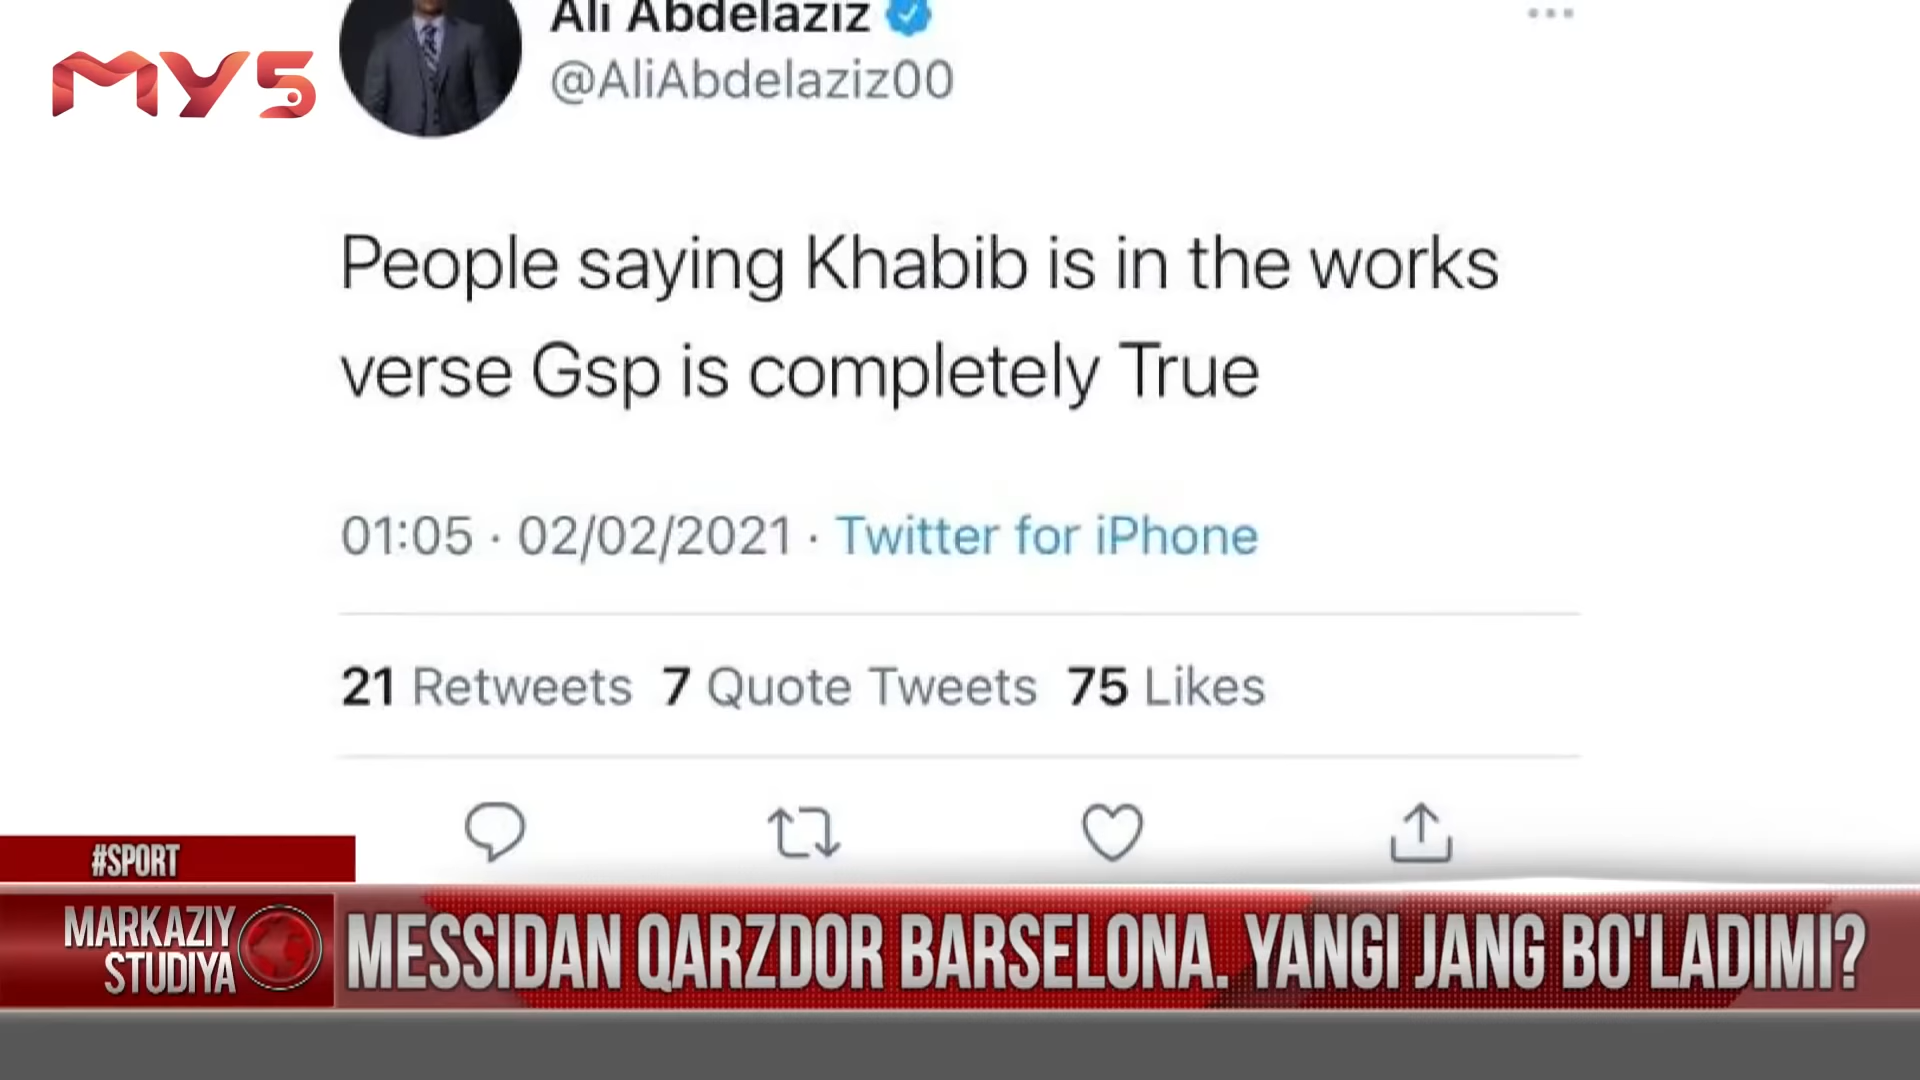 Ali Abdelaziz
@AliAbdelaziz00
MY5
People saying Khabib is in the works
verse Gsp is completely True
01:05 · 02/02/2021 · Twitter for iPhone
21 Retweets 7 Quote Tweets 75 Likes
#SPORT
MARKAZIY
STUDIYA
MESSIDAN QARZDOR BARSELONA. YANGI JANG BO'LADIMI?